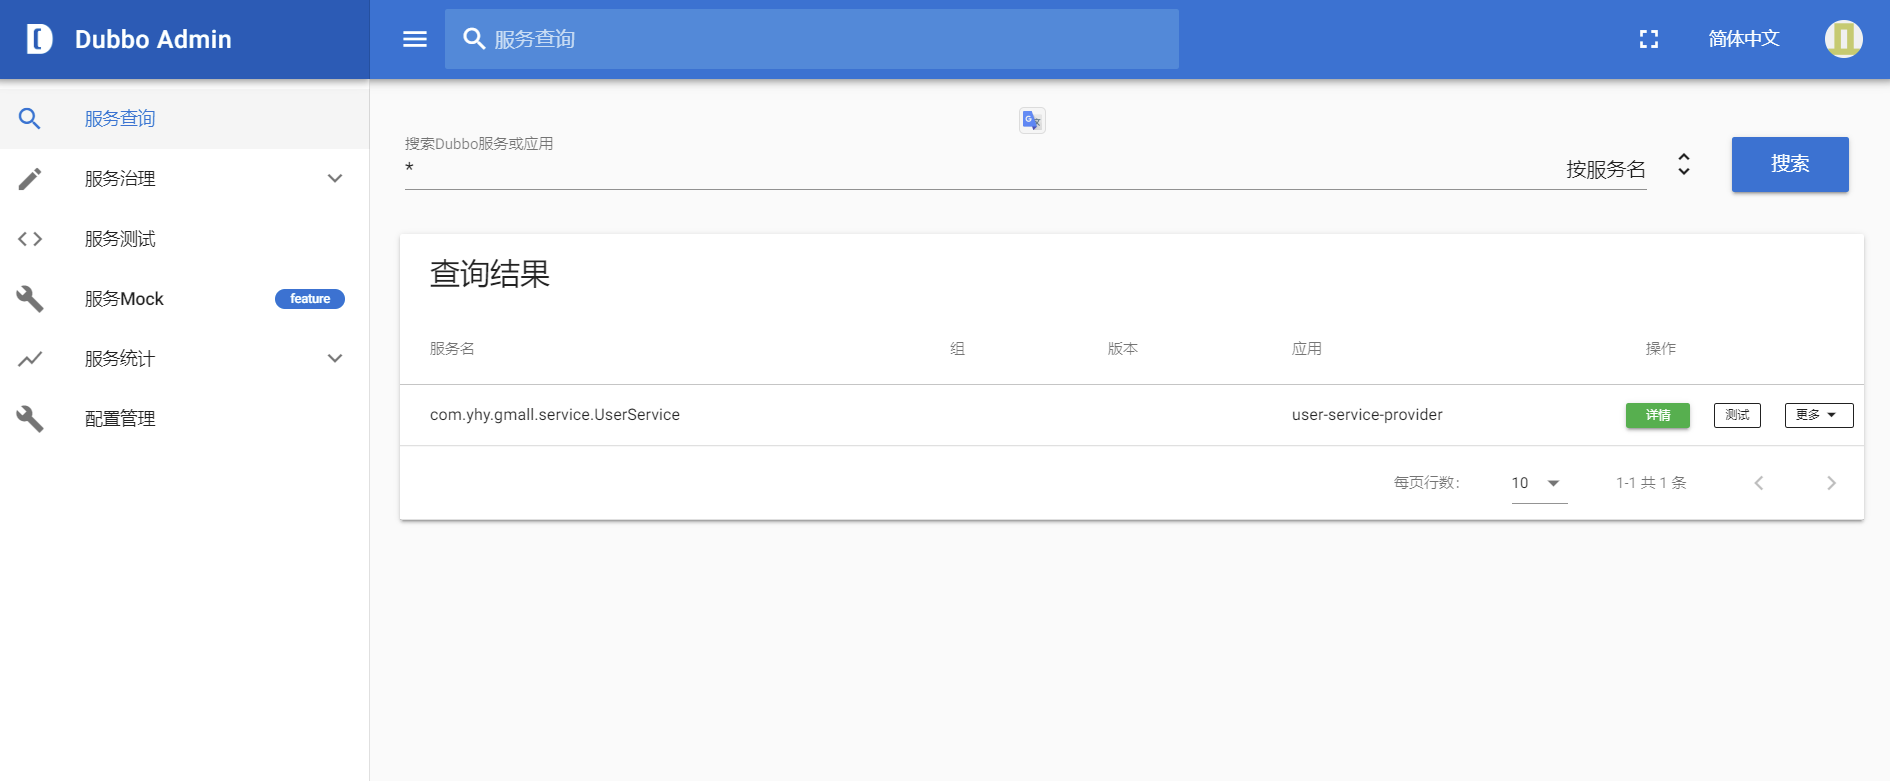 Dubbo Admin
服务查询
简体中文
服务查询
服务治理
服务测试
服务Mock
feature
服务统计
配置管理
搜索Dubbo服务或应用
*
按服务名
搜索
查询结果
服务名 组 版本 应用 操作
com.yhy.gmall.service.UserService user-service-provider 详情 测试 更多
每页行数: 10 1-1 共 1 条